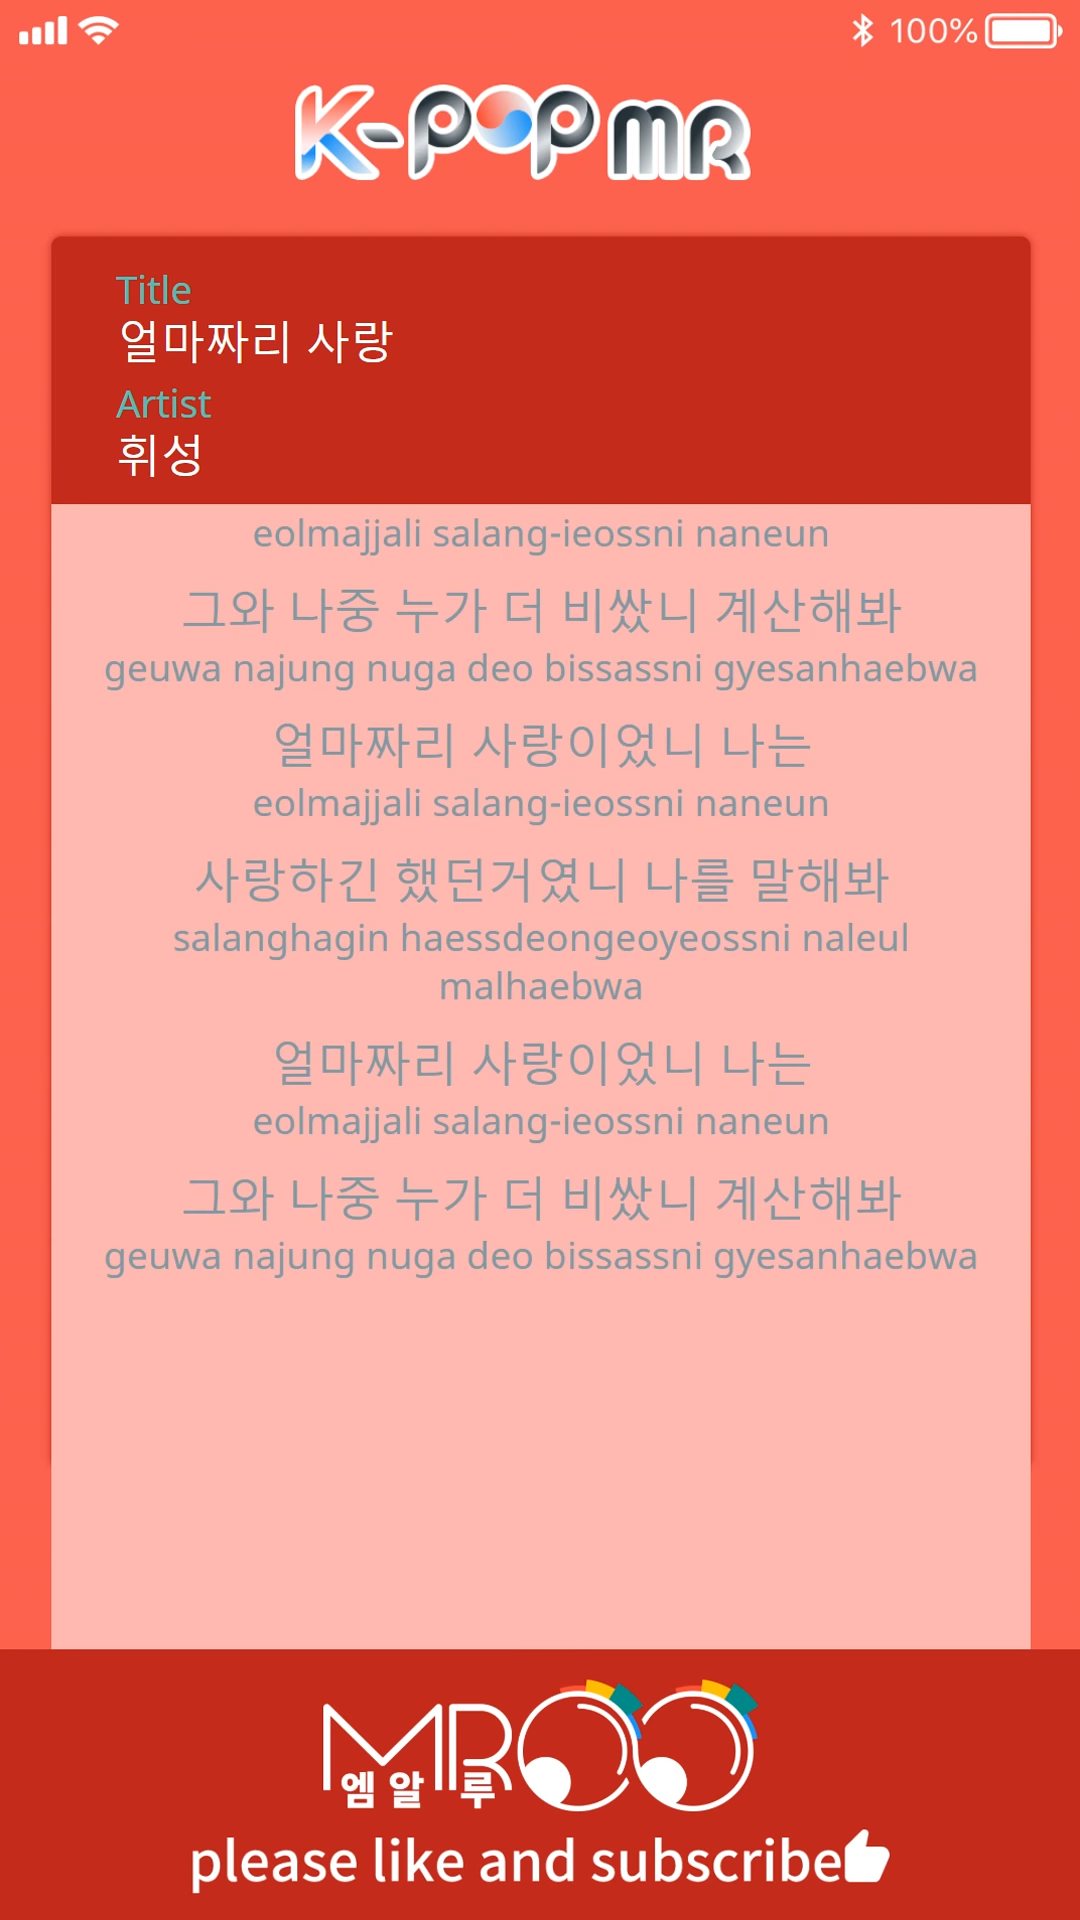 100%
K-POP MR
Title
얼마짜리 사랑
Artist
휘성
eolmajjali salang-ieossni naneun
그와 나중 누가 더 비쌌니 계산해봐
geuwa najung nuga deo bissassni gyesanhaebwa
얼마짜리 사랑이었니 나는
eolmajjali salang-ieossni naneun
사랑하긴 했던거였니 나를 말해봐
salanghagin haessdeongeoyeossni naleul
malhaebwa
얼마짜리 사랑이었니 나는
eolmajjali salang-ieossni naneun
그와 나중 누가 더 비쌌니 계산해봐
geuwa najung nuga deo bissassni gyesanhaebwa
MROO
엠알루
please like and subscribe